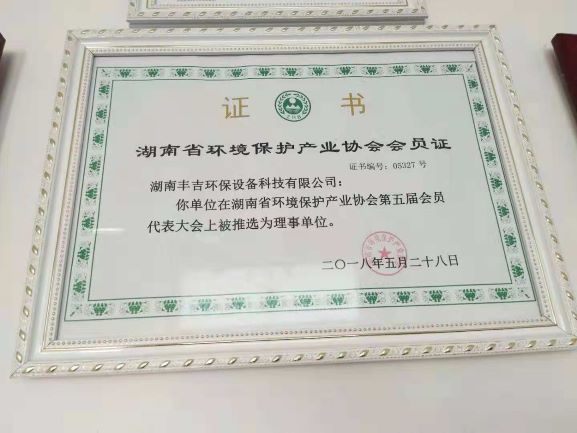 证 书
湖南省环境保护产业协会会员证
证书编号：05327 号
湖南丰吉环保设备科技有限公司：
你单位在湖南省环境保护产业协会第五届会员
代表大会上被推选为理事单位。
二〇一八年五月二十八日